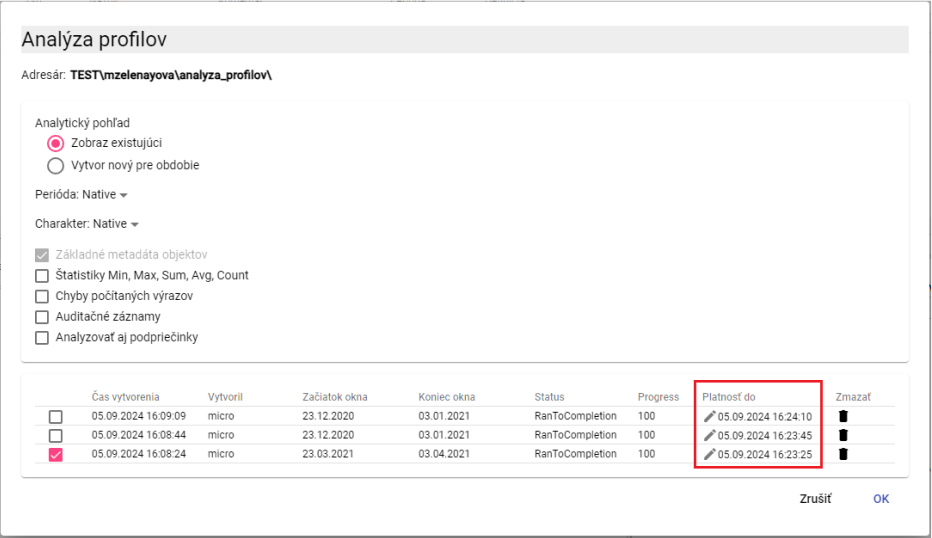 Analýza profilov
Adresár: TEST\mzelenayova\analyza_profilov\
Analytický pohľad
Zobraz existujúci
Vytvor nový pre obdobie
Perióda: Native
Charakter: Native
Základné metadáta objektov
Štatistiky Min, Max, Sum, Avg, Count
Chyby počítaných výrazov
Auditačné záznamy
Analyzovať aj podpriečinky
Čas vytvorenia Vytvoril Začiatok okna Koniec okna Status Progress Platnosť do Zmazať
05.09.2024 16:09:09 micro 23.12.2020 03.01.2021 RanToCompletion 100 05.09.2024 16:24:10
05.09.2024 16:08:44 micro 23.12.2020 03.01.2021 RanToCompletion 100 05.09.2024 16:23:45
05.09.2024 16:08:24 micro 23.03.2021 03.04.2021 RanToCompletion 100 05.09.2024 16:23:25
Zrušiť OK